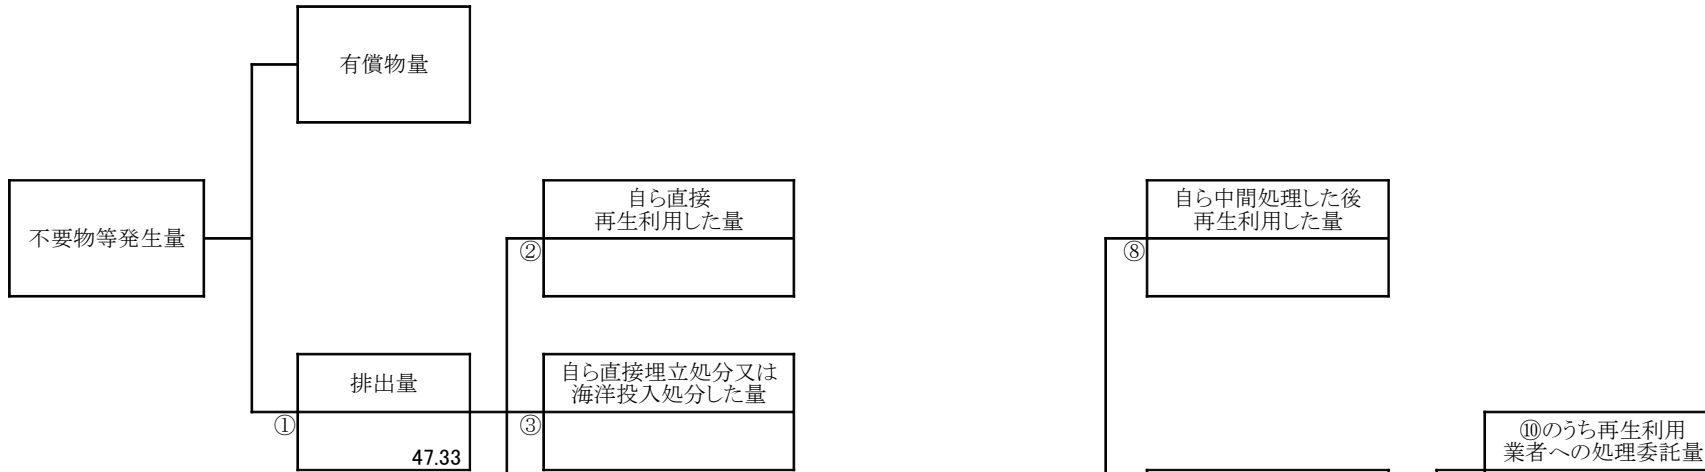 有償物量
不要物等発生量
自ら直接
再生利用した量
②
自ら中間処理した後
再生利用した量
⑧
排出量
①
47.33
自ら直接埋立処分又は
海洋投入処分した量
③
⑩のうち再生利用
業者への処理委託量